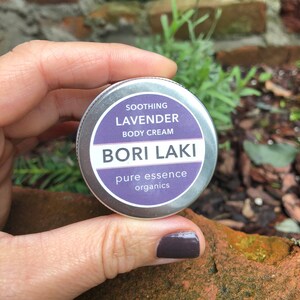 SOOTHING
LAVENDER
BODY CREAM
BORI LAKI
pure essence
organics